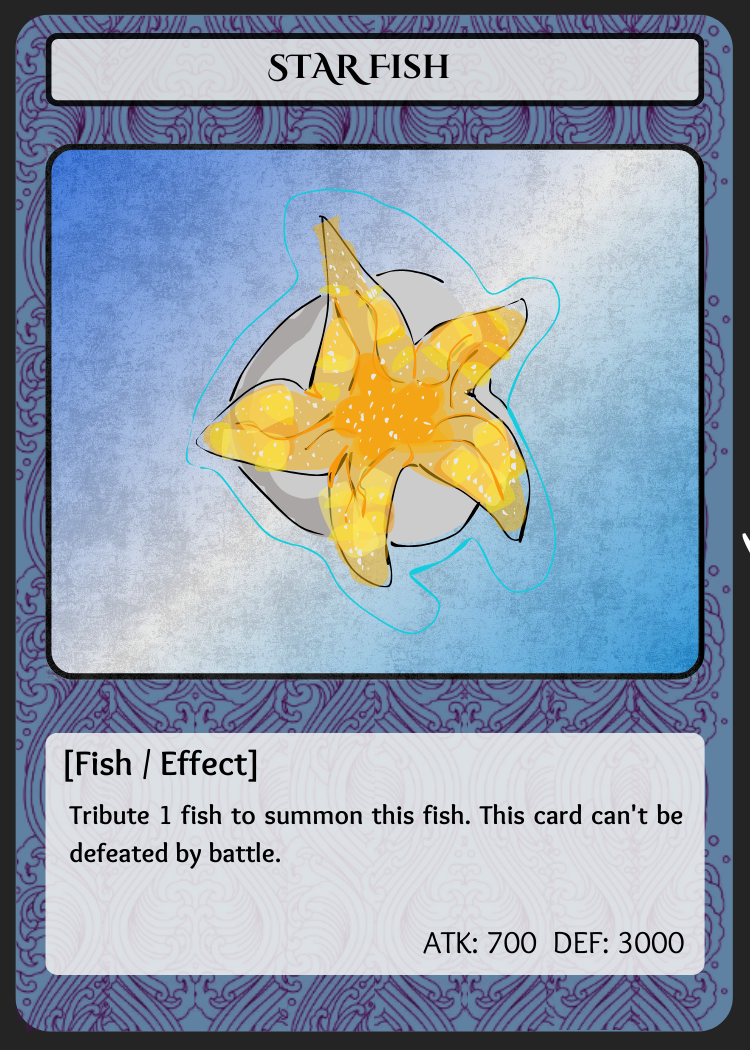 STAR FISH
[Fish / Effect]
Tribute 1 fish to summon this fish. This card can't be
defeated by battle.
ATK: 700 DEF: 3000